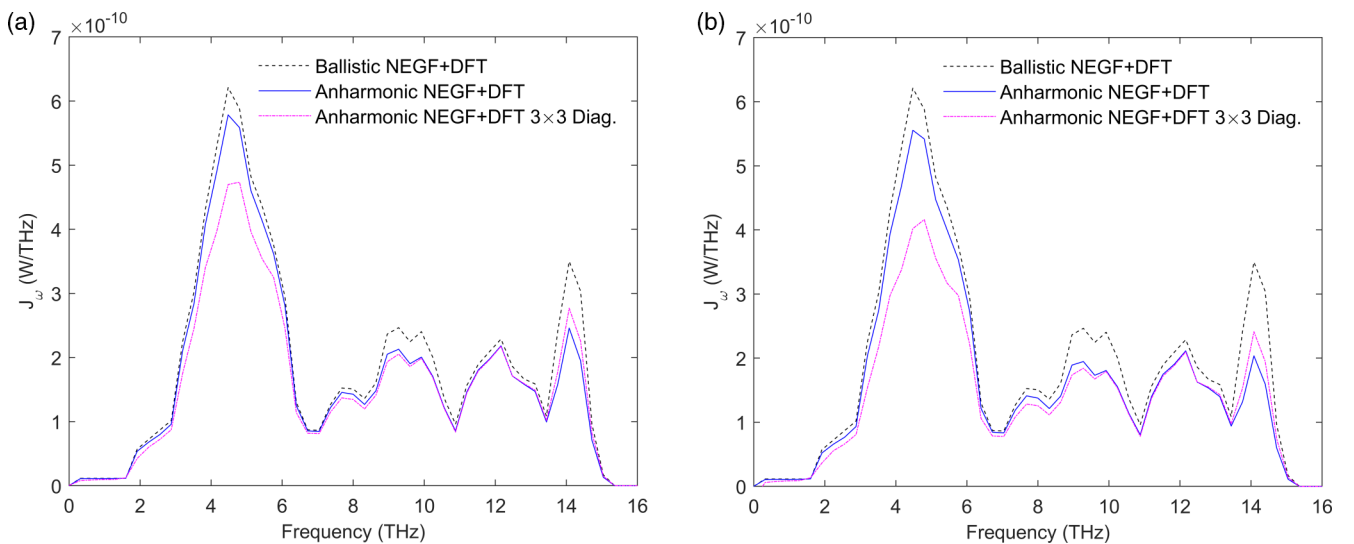 (a)
×10-10
7
6
5
4
3
2
1
0
J ω (W/THz)
Ballistic NEGF+DFT
Anharmonic NEGF+DFT
Anharmonic NEGF+DFT 3×3 Diag.
0 2 4 6 8 10 12 14 16
Frequency (THz)
(b)
×10-10
7
6
5
4
3
2
1
0
J ω (W/THz)
Ballistic NEGF+DFT
Anharmonic NEGF+DFT
Anharmonic NEGF+DFT 3×3 Diag.
0 2 4 6 8 10 12 14 16
Frequency (THz)